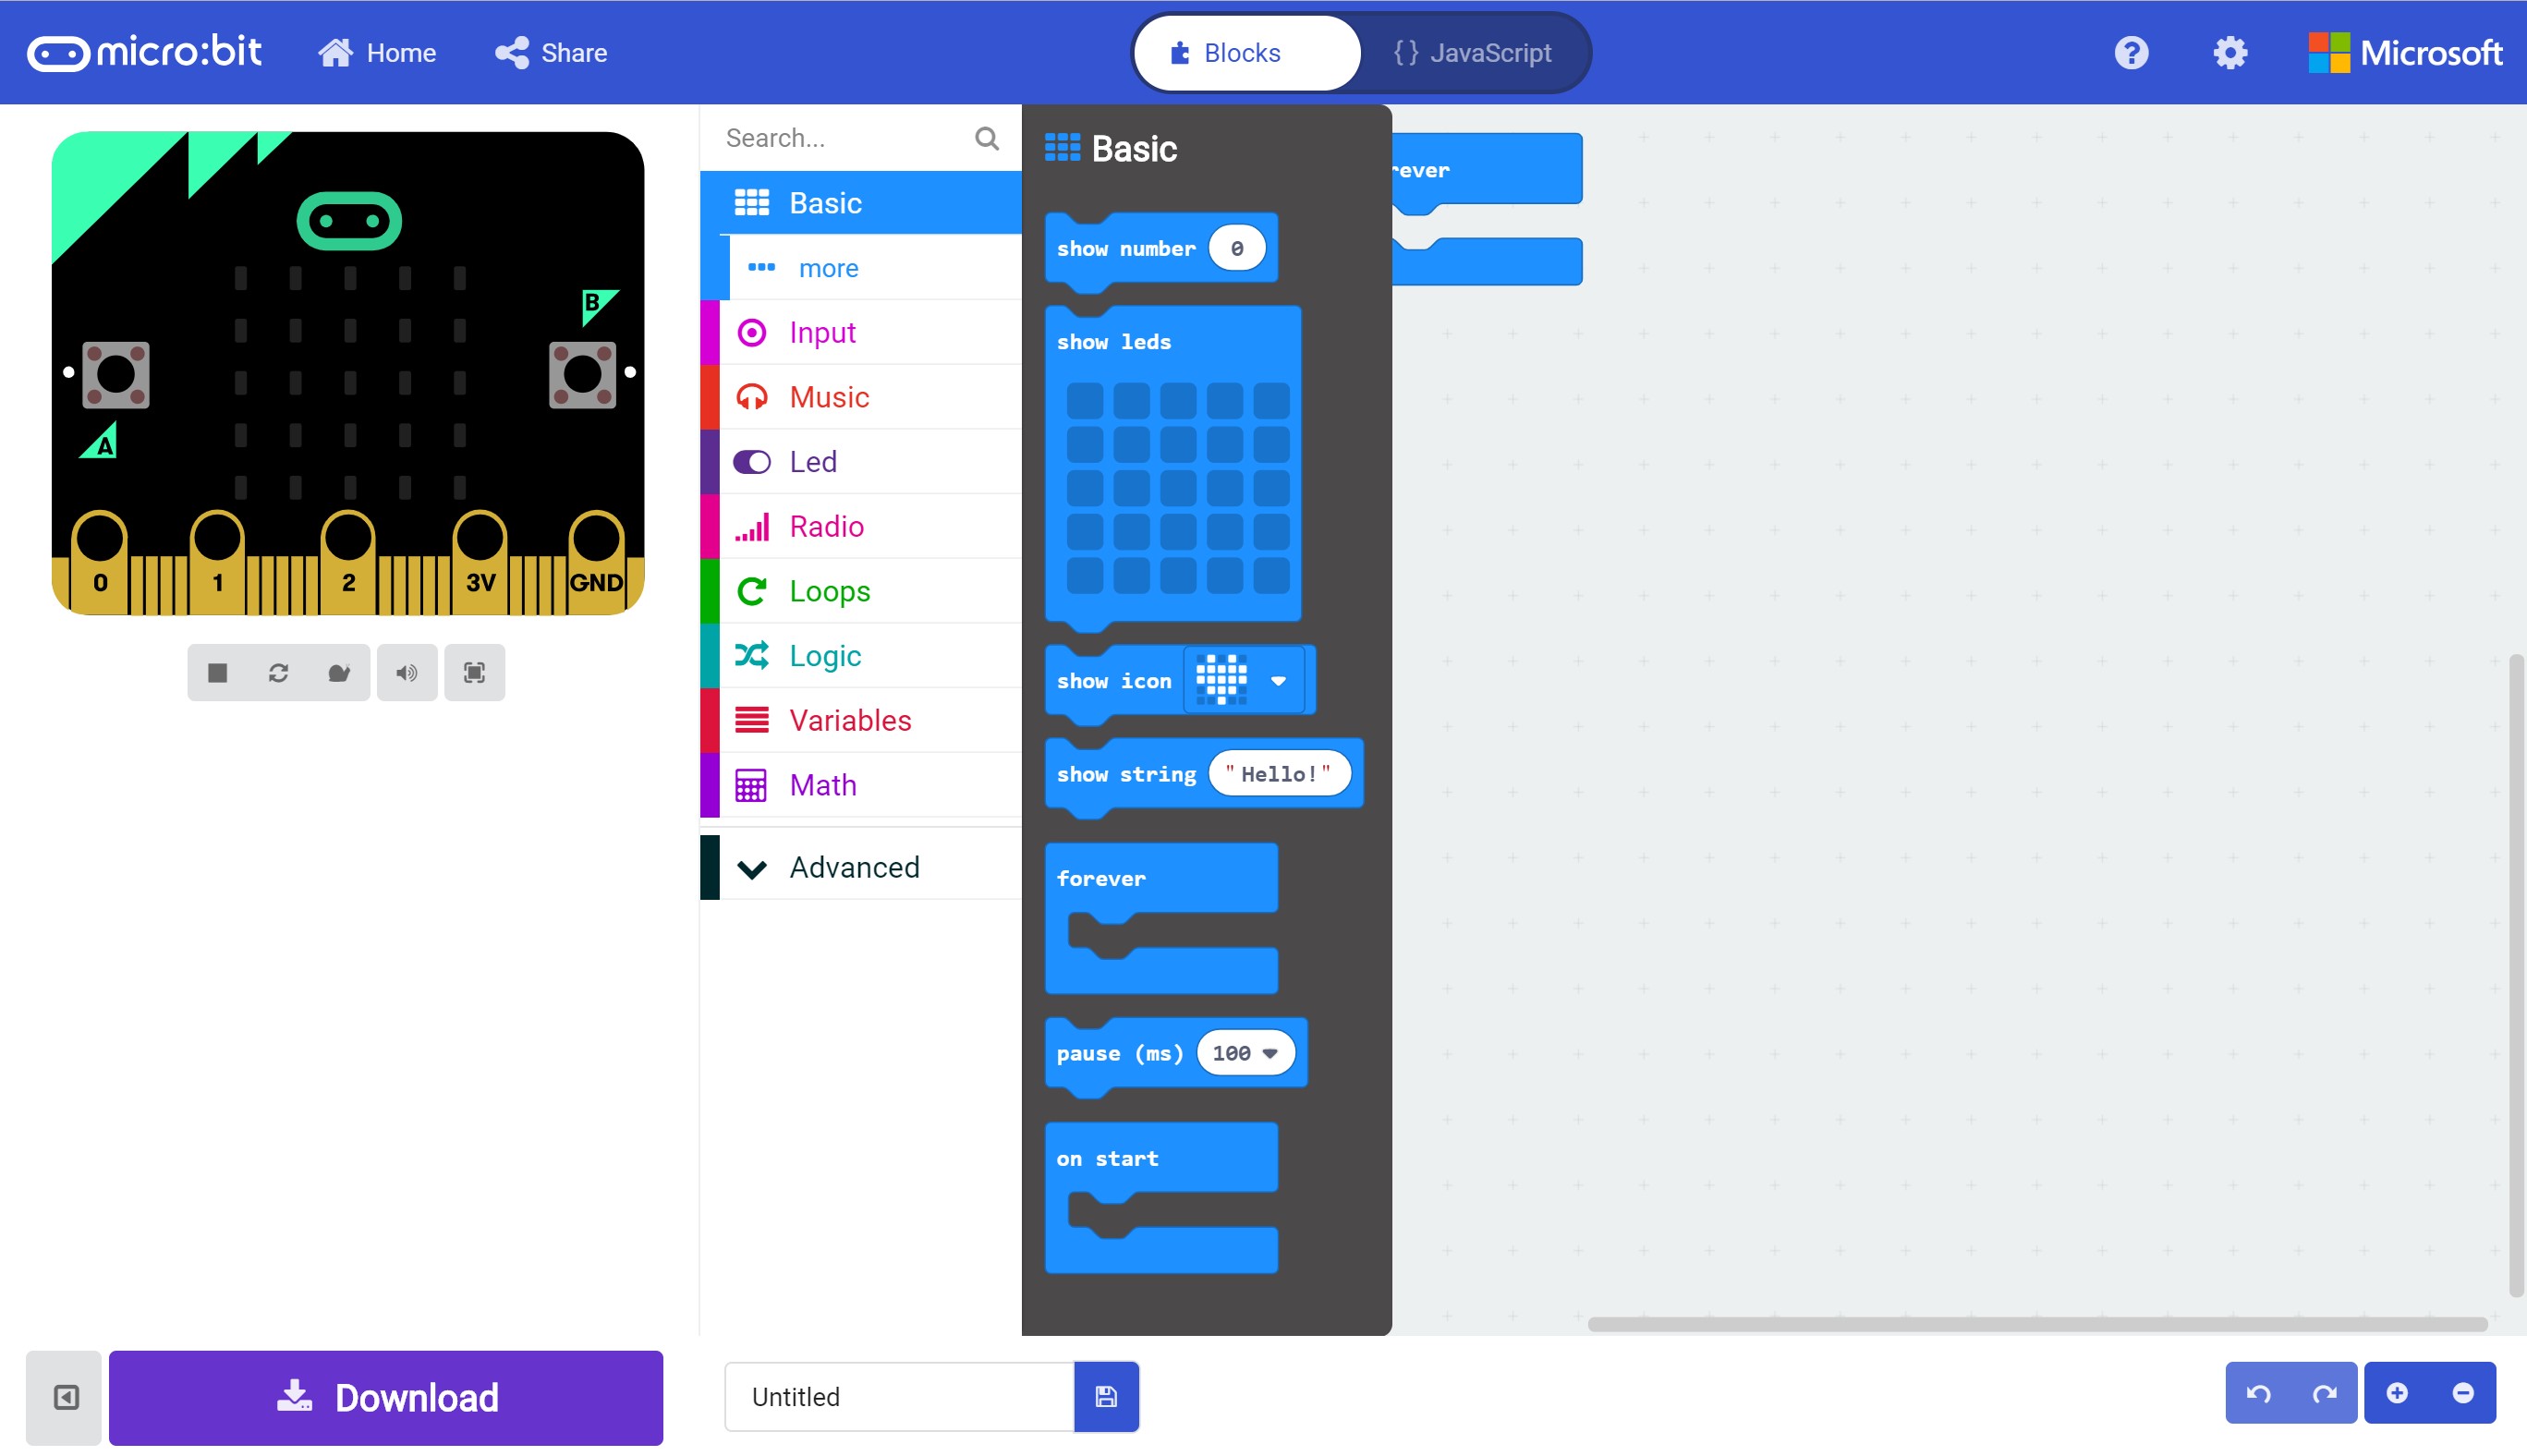 micro:bit
Home
Share
Blocks
{ } JavaScript
Microsoft
Search...
Basic
more
Input
Music
Led
Radio
Loops
Logic
Variables
Math
Advanced
Basic
show number 0
show leds
show icon
show string "Hello!"
forever
pause (ms) 100
on start
rever
B
A
0 1 2 3V GND
Download
Untitled